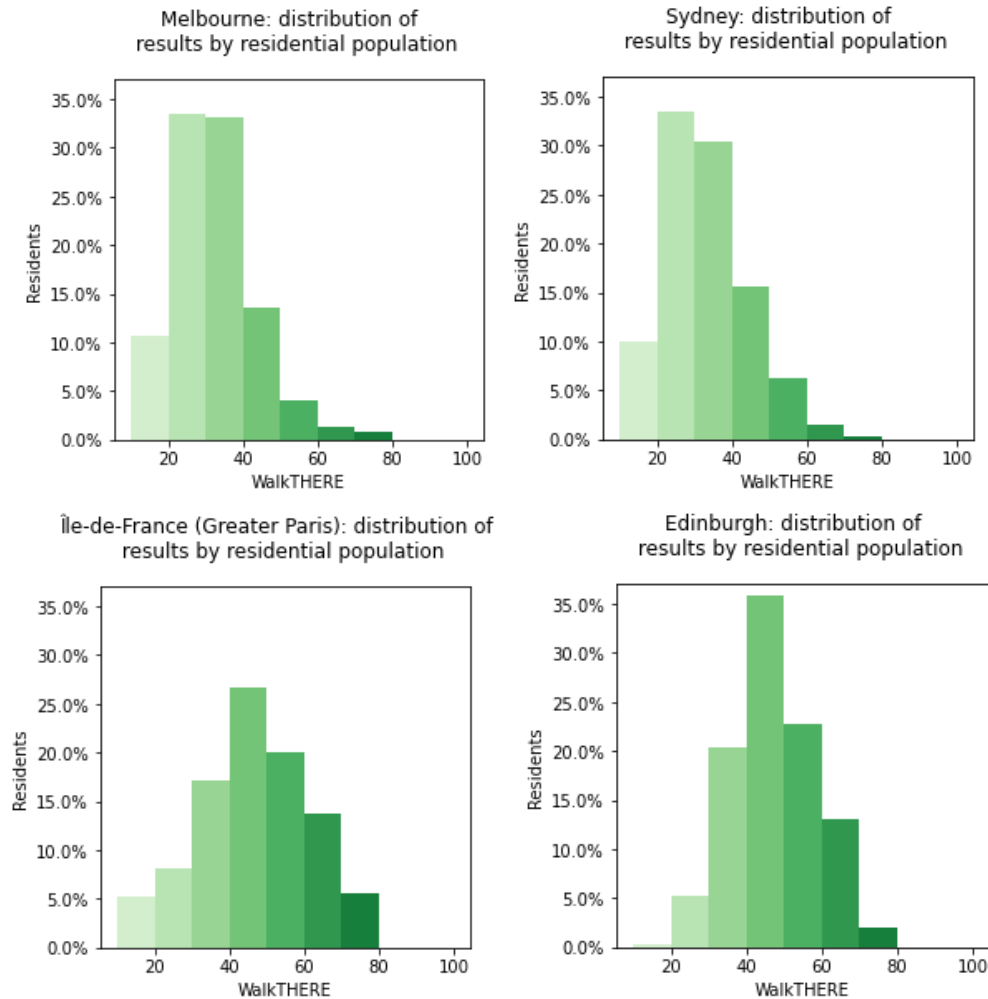 Melbourne: distribution of
results by residential population
35.0%
30.0%
25.0%
20.0%
15.0%
10.0%
5.0%
0.0%
Residents
20 40 60 80 100
WalkTHERE
Sydney: distribution of
results by residential population
35.0%
30.0%
25.0%
20.0%
15.0%
10.0%
5.0%
0.0%
Residents
20 40 60 80 100
WalkTHERE
Île-de-France (Greater Paris): distribution of
results by residential population
35.0%
30.0%
25.0%
20.0%
15.0%
10.0%
5.0%
0.0%
Residents
20 40 60 80 100
WalkTHERE
Edinburgh: distribution of
results by residential population
35.0%
30.0%
25.0%
20.0%
15.0%
10.0%
5.0%
0.0%
Residents
20 40 60 80 100
WalkTHERE